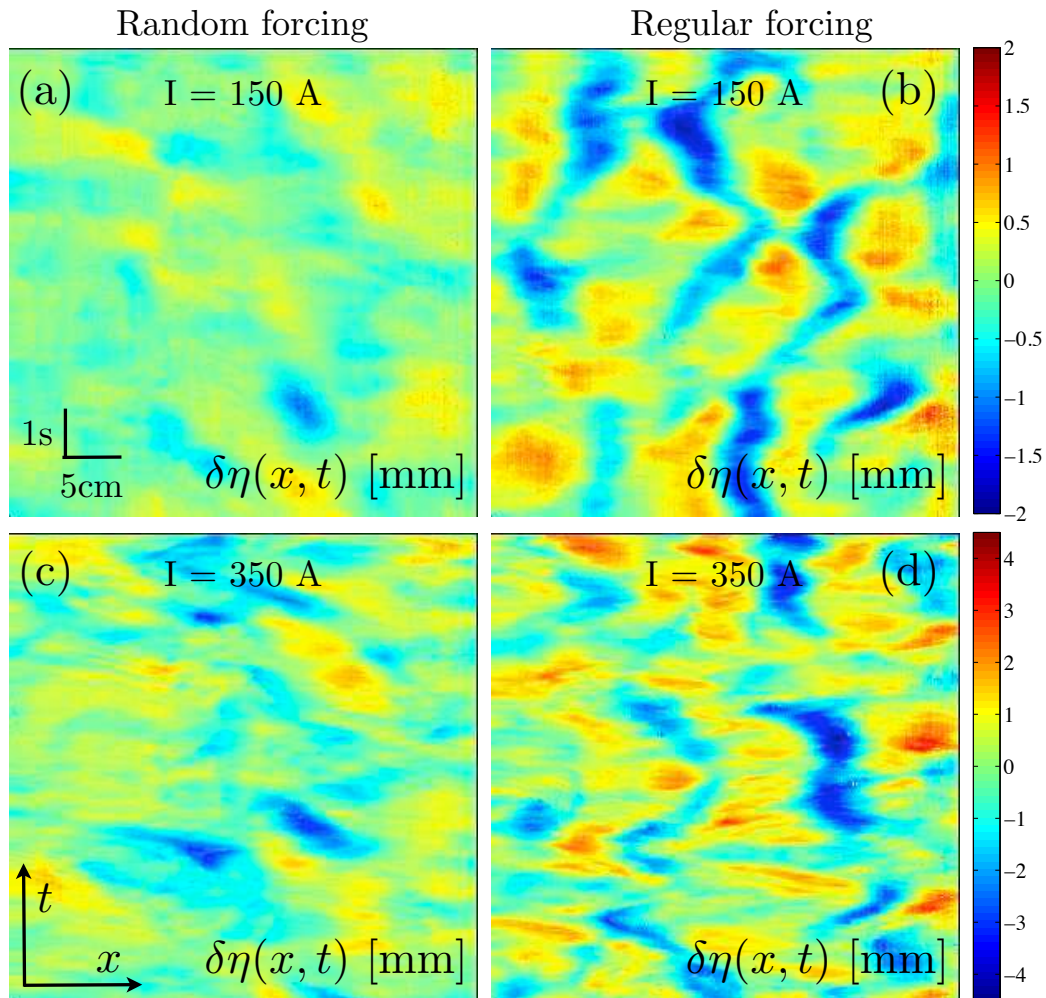 Random forcing
Regular forcing
(a)
I = 150 A
I = 150 A
(b)
2
1.5
1
0.5
0
−0.5
−1
−1.5
−2
1s
5cm
δη(x, t) [mm]
δη(x, t) [mm]
(c)
I = 350 A
I = 350 A
(d)
4
3
2
1
0
−1
−2
−3
−4
t
x
δη(x, t) [mm]
δη(x, t) [mm]